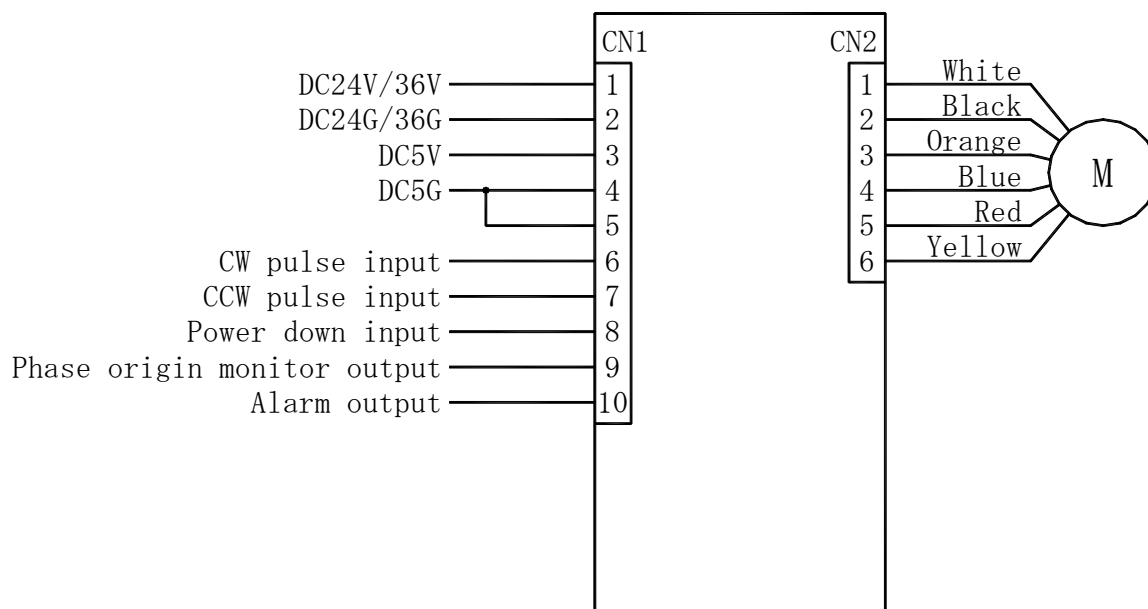 CN1
CN2
DC24V/36V
1
DC24G/36G
2
DC5V
3
DC5G
4
5
CW pulse input
6
CCW pulse input
7
Power down input
8
Phase origin monitor output
9
Alarm output
10
1
White
2
Black
3
Orange
4
Blue
5
Red
6
Yellow
M